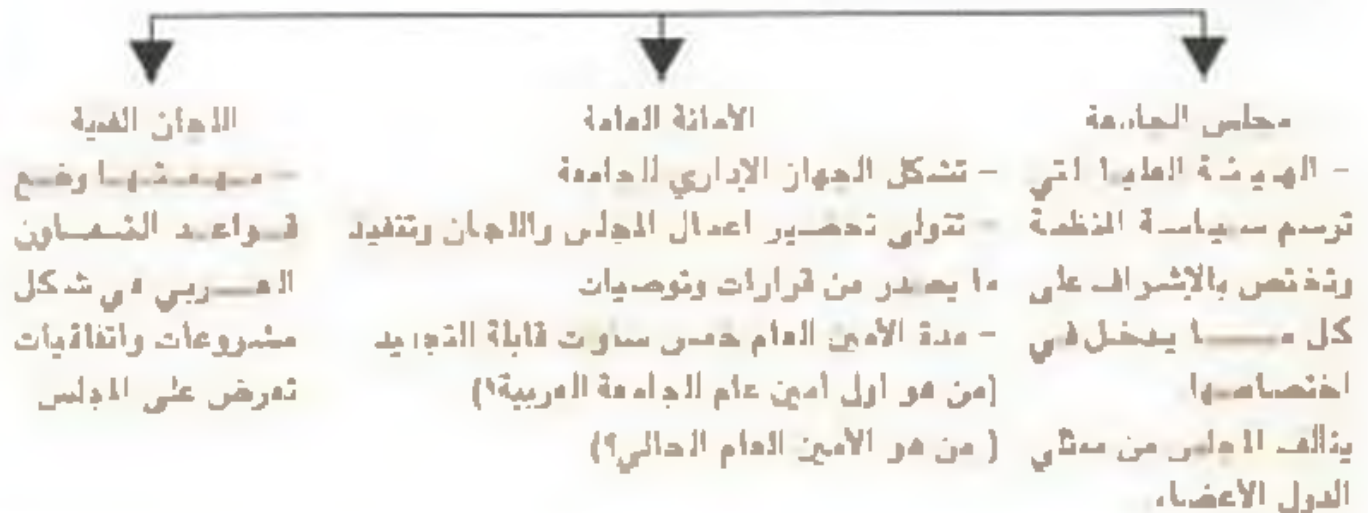 مجلس الجامعة
- الهيئة العليا التي
ترسم سياسة المنظمة
وتختص بالإشراف على
كل ما يدخل في
اختصاصها.
يتألف المجلس من ممثلي
الدول الأعضاء.
الأمانة العامة
- تشكل الجهاز الإداري للجامعة
- تتولى تحضير اعمال المجلس واللجان وتنفيذ
ما يصدر من قرارات وتوصيات
- مدة الأمين العام خمس سنوات قابلة التجديد
(من هو اول أمين عام للجامعة العربية؟)
( من هو الأمين العام الحالي؟)
اللجان الفنية
- مهمتها وضع
قواعد التعاون
العربي في شكل
مشروعات واتفاقيات
تعرض على المجلس